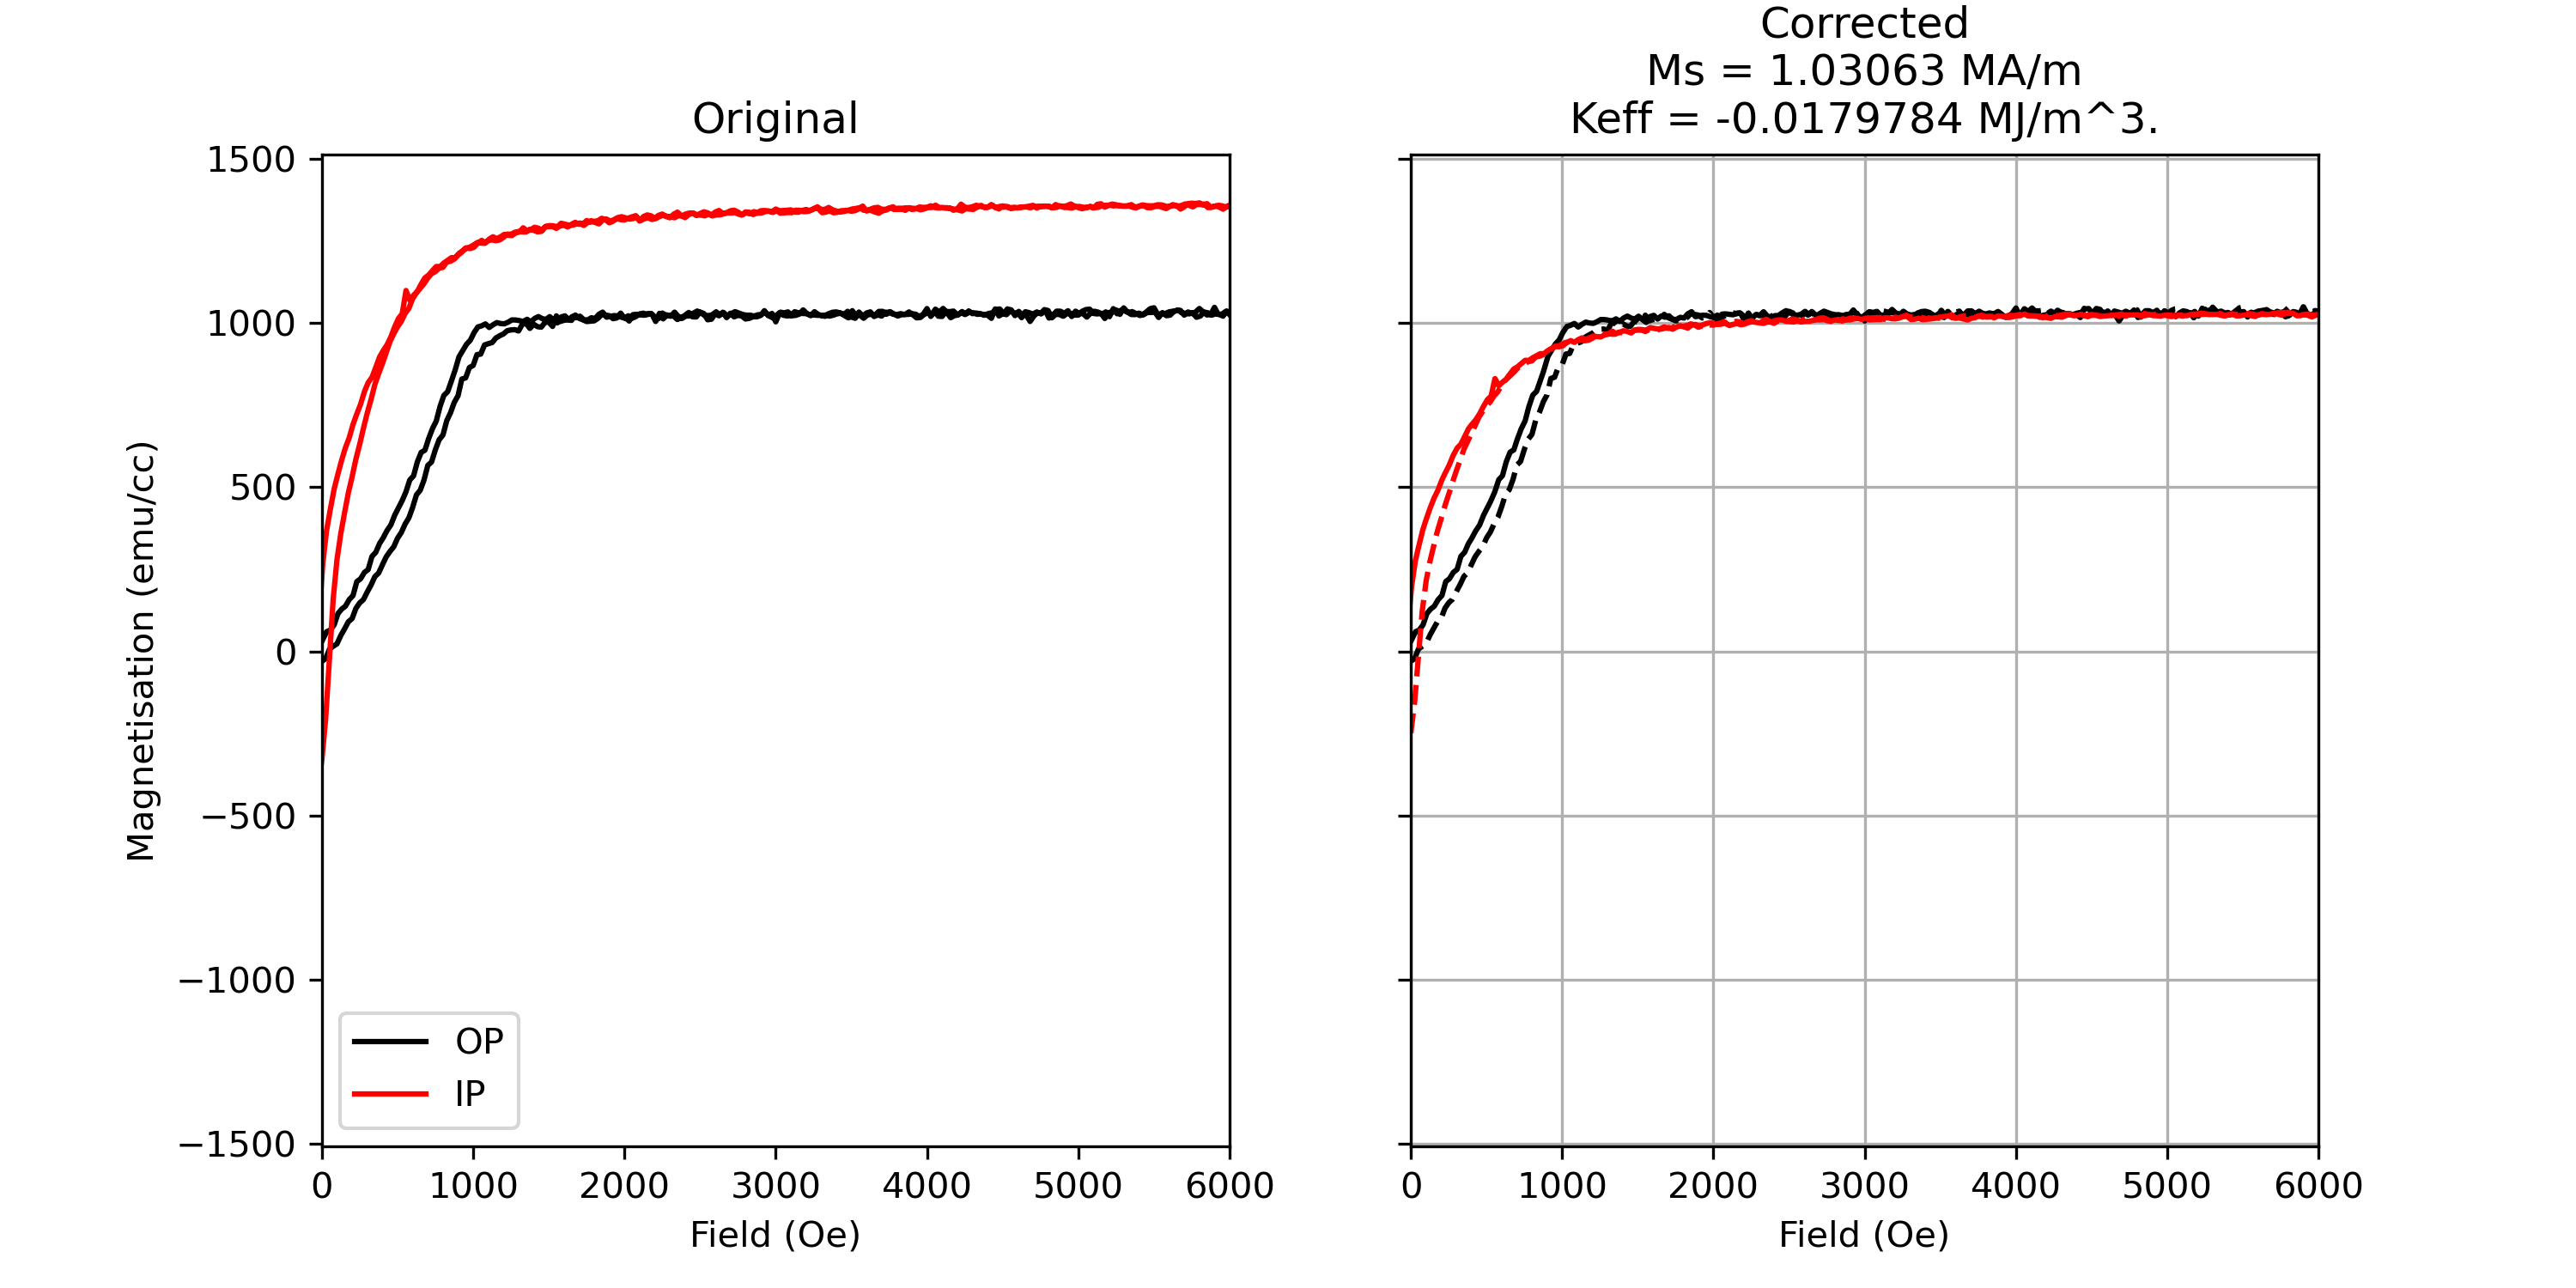 Original
1500
1000
500
0
−500
−1000
−1500
Magnetisation (emu/cc)
OP
IP
0 1000 2000 3000 4000 5000 6000
Field (Oe)
Corrected
Ms = 1.03063 MA/m
Keff = -0.0179784 MJ/m^3.
0 1000 2000 3000 4000 5000 6000
Field (Oe)